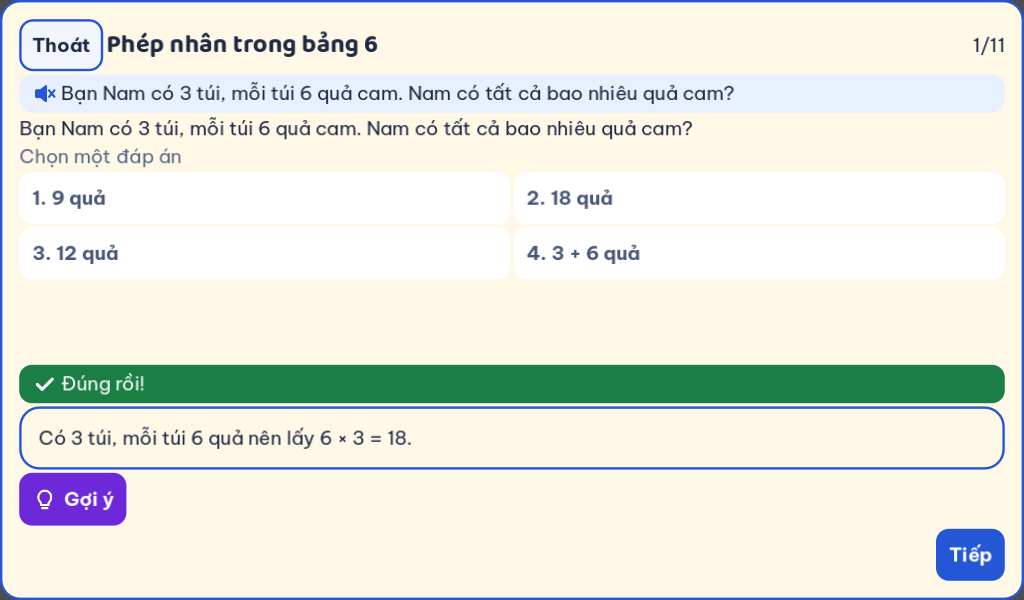 Thoát Phép nhân trong bảng 6 1/11
Bạn Nam có 3 túi, mỗi túi 6 quả cam. Nam có tất cả bao nhiêu quả cam?
Bạn Nam có 3 túi, mỗi túi 6 quả cam. Nam có tất cả bao nhiêu quả cam?
Chọn một đáp án
1. 9 quả
2. 18 quả
3. 12 quả
4. 3 + 6 quả
Đúng rồi!
Có 3 túi, mỗi túi 6 quả nên lấy 6 × 3 = 18.
Gợi ý
Tiếp